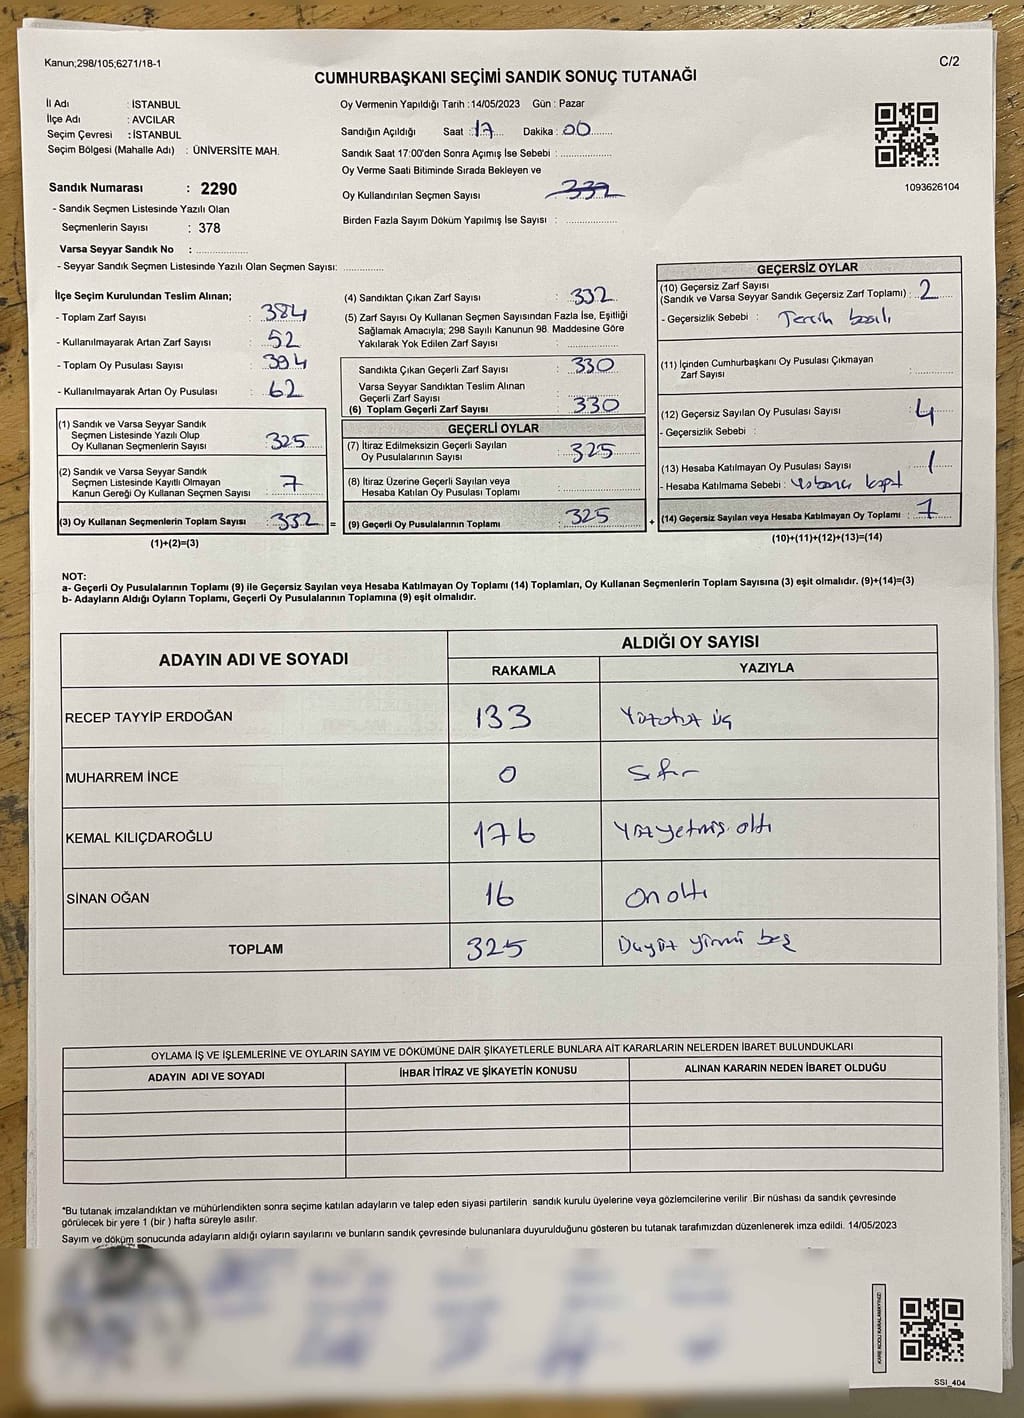 Kanun;298/105;6271/18-1
C/2
CUMHURBAŞKANI SEÇİMİ SANDIK SONUÇ TUTANAĞI
İl Adı : İSTANBUL
İlçe Adı : AVCILAR
Seçim Çevresi : İSTANBUL
Seçim Bölgesi (Mahalle Adı) : ÜNİVERSİTE MAH.
Sandık Numarası : 2290
- Sandık Seçmen Listesinde Yazılı Olan
Seçmenlerin Sayısı : 378
Varsa Seyyar Sandık No : ...............
- Seyyar Sandık Seçmen Listesinde Yazılı Olan Seçmen Sayısı: ............
Oy Vermenin Yapıldığı Tarih :14/05/2023 Gün : Pazar
Sandığın Açıldığı Saat : 17 Dakika : 00
Sandık Saat 17:00'den Sonra Açımış İse Sebebi : ...............
Oy Verme Saati Bitiminde Sırada Bekleyen ve
Oy Kullandırılan Seçmen Sayısı 332
Birden Fazla Sayım Döküm Yapılmış İse Sayısı : ...............
1093626104
İlçe Seçim Kurulundan Teslim Alınan;
- Toplam Zarf Sayısı : 384
- Kullanılmayarak Artan Zarf Sayısı : 52
- Toplam Oy Pusulası Sayısı : 394
- Kullanılmayarak Artan Oy Pusulası : 62
(1) Sandık ve Varsa Seyyar Sandık
Seçmen Listesinde Yazılı Olup
Oy Kullanan Seçmenlerin Sayısı : 325
(2) Sandık ve Varsa Seyyar Sandık
Seçmen Listesinde Kayıtlı Olmayan
Kanun Gereği Oy Kullanan Seçmen Sayısı : 7
(3) Oy Kullanan Seçmenlerin Toplam Sayısı : 332 =
(1)+(2)=(3)
(4) Sandıktan Çıkan Zarf Sayısı : 332
(5) Zarf Sayısı Oy Kullanan Seçmen Sayısından Fazla İse, Eşitliği
Sağlamak Amacıyla; 298 Sayılı Kanunun 98. Maddesine Göre
Yakılarak Yok Edilen Zarf Sayısı : ...............
Sandıkta Çıkan Geçerli Zarf Sayısı : 330
Varsa Seyyar Sandıktan Teslim Alınan
Geçerli Zarf Sayısı :
(6) Toplam Geçerli Zarf Sayısı : 330
GEÇERLİ OYLAR
(7) İtiraz Edilmeksizin Geçerli Sayılan
Oy Pusulalarının Sayısı : 325
(8) İtiraz Üzerine Geçerli Sayılan veya
Hesaba Katılan Oy Pusulası Toplamı : ...............
(9) Geçerli Oy Pusulalarının Toplamı : 325 +
GEÇERSİZ OYLAR
(10) Geçersiz Zarf Sayısı
(Sandık ve Varsa Seyyar Sandık Geçersiz Zarf Toplamı) : 2
- Geçersizlik Sebebi : Tercih basılı
(11) İçinden Cumhurbaşkanı Oy Pusulası Çıkmayan
Zarf Sayısı : ...............
(12) Geçersiz Sayılan Oy Pusulası Sayısı : 4
- Geçersizlik Sebebi :
(13) Hesaba Katılmayan Oy Pusulası Sayısı : 1
- Hesaba Katılmama Sebebi :
(14) Geçersiz Sayılan veya Hesaba Katılmayan Oy Toplamı : 7
(10)+(11)+(12)+(13)=(14)
NOT:
a- Geçerli Oy Pusulalarının Toplamı (9) ile Geçersiz Sayılan veya Hesaba Katılmayan Oy Toplamı (14) Toplamları, Oy Kullanan Seçmenlerin Toplam Sayısına (3) eşit olmalıdır. (9)+(14)=(3)
b- Adayların Aldığı Oyların Toplamı, Geçerli Oy Pusulalarının Toplamına (9) eşit olmalıdır.
ADAYIN ADI VE SOYADI
ALDIĞI OY SAYISI
RAKAMLA YAZIYLA
RECEP TAYYİP ERDOĞAN 133 Yüzotuz üç
MUHARREM İNCE 0 Sıfır
KEMAL KILIÇDAROĞLU 176 Yüzyetmiş altı
SİNAN OĞAN 16 On altı
TOPLAM 325 Üçyüz yirmi beş
OYLAMA İŞ VE İŞLEMLERİNE VE OYLARIN SAYIM VE DÖKÜMÜNE DAİR ŞİKAYETLERLE BUNLARA AİT KARARLARIN NELERDEN İBARET BULUNDUKLARI
ADAYIN ADI VE SOYADI İHBAR İTİRAZ VE ŞİKAYETİN KONUSU ALINAN KARARIN NEDEN İBARET OLDUĞU
*Bu tutanak imzalandıktan ve mühürlendikten sonra seçime katılan adayların ve talep eden siyasi partilerin sandık kurulu üyelerine veya gözlemcilerine verilir .Bir nüshası da sandık çevresinde
görülecek bir yere 1 (bir ) hafta süreyle asılır.
Sayım ve döküm sonucunda adayların aldığı oyların sayılarını ve bunların sandık çevresinde bulunanlara duyurulduğunu gösteren bu tutanak tarafımızdan düzenlenerek imza edildi. 14/05/2023
KARE KODU KARALAMAYINIZ!
SSI_404